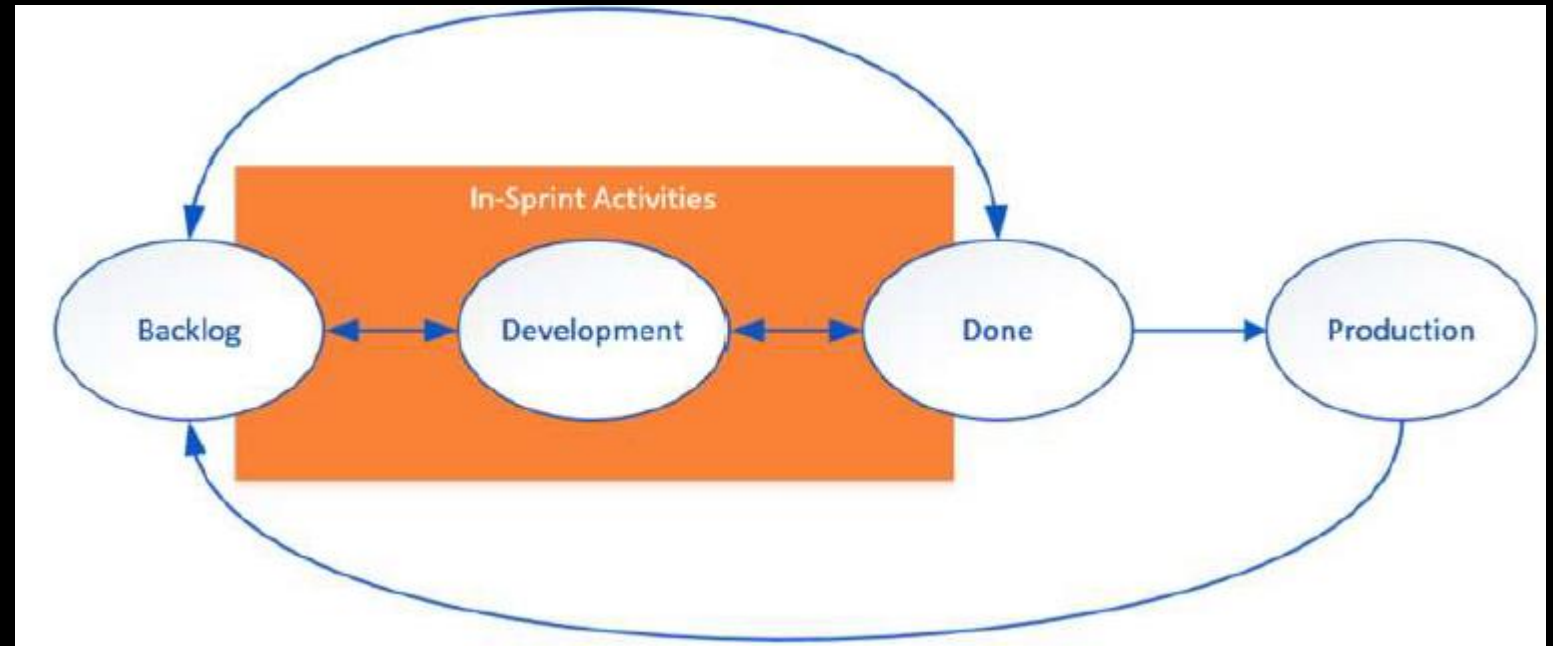 In-Sprint Activities
Backlog
Development
Done
Production